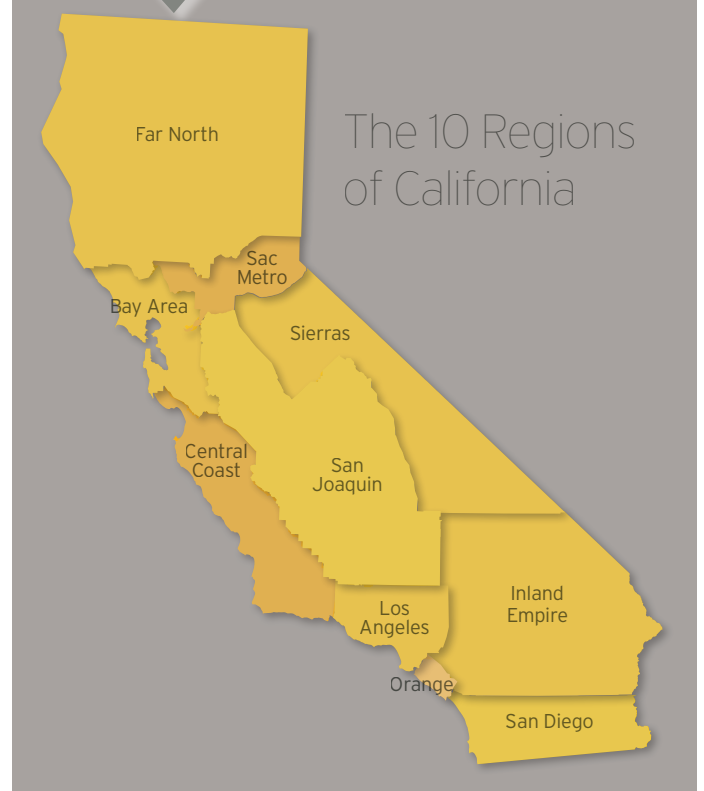 The 10 Regions
of California
Far North
Sac
Metro
Bay Area
Sierras
Central
Coast
San
Joaquin
Inland
Empire
Los
Angeles
Orange
San Diego